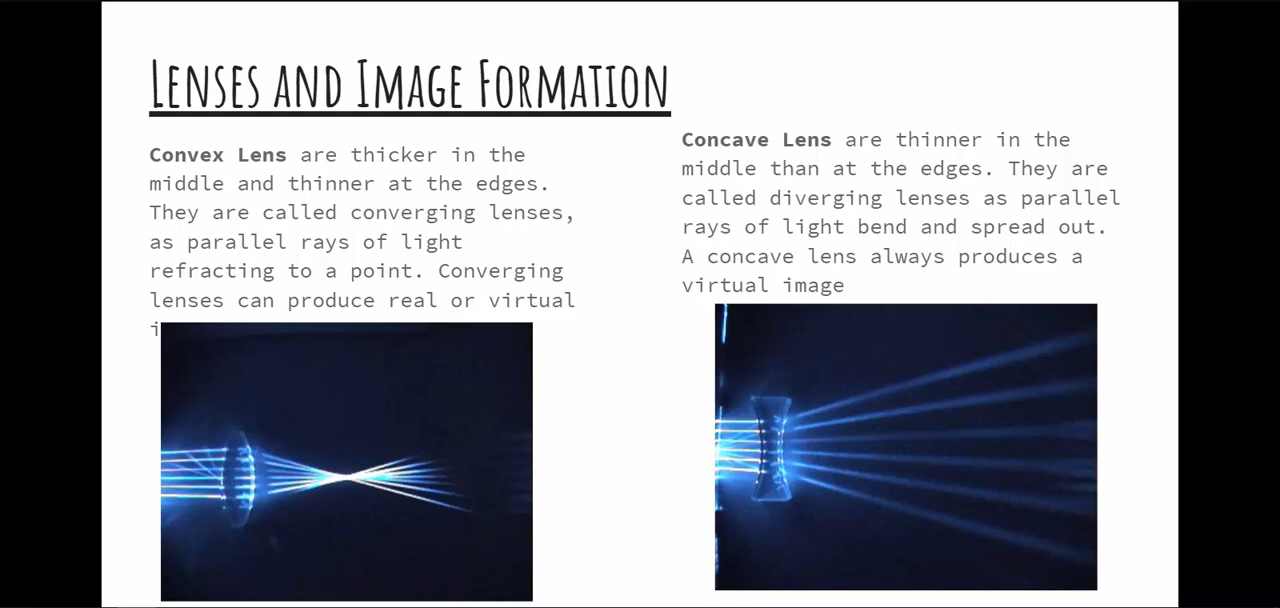 Lenses and Image Formation
Convex Lens are thicker in the
middle and thinner at the edges.
They are called converging lenses,
as parallel rays of light
refracting to a point. Converging
lenses can produce real or virtual
Concave Lens are thinner in the
middle than at the edges. They are
called diverging lenses as parallel
rays of light bend and spread out.
A concave lens always produces a
virtual image